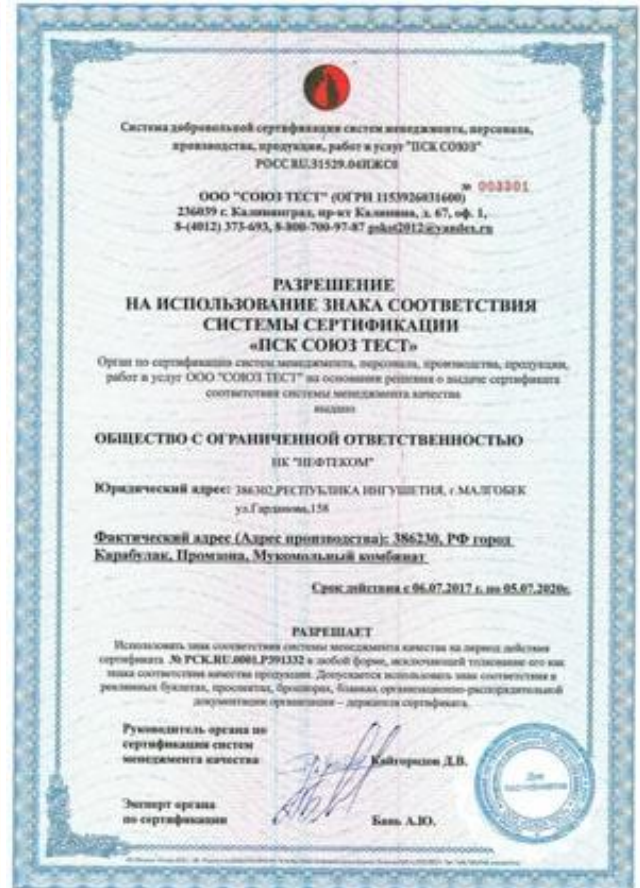 Система добровольной сертификации систем менеджмента, персонала,
производства, продукции, работ и услуг "ПСК СОЮЗ"
РОСС RU.31529.04ИЖС0
№ 003301
ООО "СОЮЗ ТЕСТ" (ОГРН 1153926031600)
236039 г. Калининград, пр-кт Калинина, д. 67, оф. 1,
8-(4012) 373-693, 8-800-700-97-87 pskst2012@yandex.ru
РАЗРЕШЕНИЕ
НА ИСПОЛЬЗОВАНИЕ ЗНАКА СООТВЕТСТВИЯ
СИСТЕМЫ СЕРТИФИКАЦИИ
«ПСК СОЮЗ ТЕСТ»
Орган по сертификации систем менеджмента, персонала, производства, продукции,
работ и услуг ООО "СОЮЗ ТЕСТ" на основании решения о выдаче сертификата
соответствия системы менеджмента качества
выдано
ОБЩЕСТВО С ОГРАНИЧЕННОЙ ОТВЕТСТВЕННОСТЬЮ
НК "НЕФТЕКОМ"
Юридический адрес: 386302,РЕСПУБЛИКА ИНГУШЕТИЯ, г.МАЛГОБЕК
ул.Гарданова,158
Фактический адрес (Адрес производства): 386230, РФ город
Карабулак, Промзона, Мукомольный комбинат
Срок действия с 06.07.2017 г. по 05.07.2020г.
РАЗРЕШАЕТ
Использовать знак соответствия системы менеджмента качества на период действия
сертификата № РСК.RU.0001.Р391332 в любой форме, исключающей толкование его как
знака соответствия качества продукции. Допускается использовать знак соответствия в
рекламных буклетах, проспектах, брошюрах, бланках организационно-распорядительной
документации организации – держателя сертификата.
Руководитель органа по
сертификации систем
менеджмента качества
Кайгородов Д.В.
Эксперт органа
по сертификации
Бань А.Ю.
Для
сертификатов